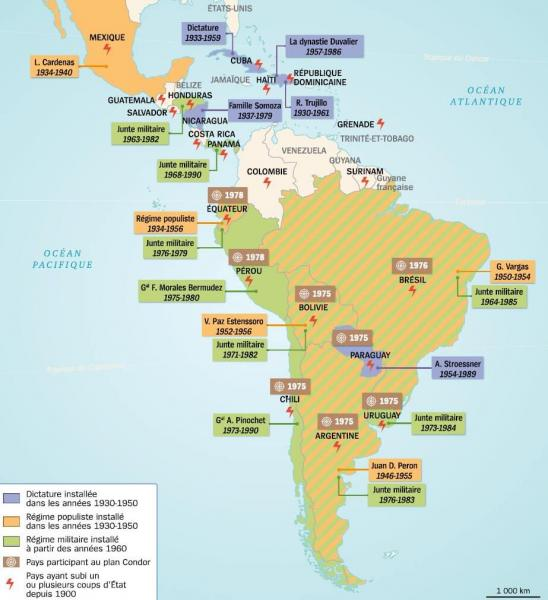 ÉTATS-UNIS
MEXIQUE
L. Cardenas
1934-1940
Dictature
1933-1959
CUBA
La dynastie Duvalier
1957-1986
JAMAÏQUE
HAÏTI
RÉPUBLIQUE
DOMINICAINE
R. Trujillo
1930-1961
BÉLIZE
HONDURAS
GUATEMALA
SALVADOR
NICARAGUA
Famille Somoza
1937-1979
Junte militaire
1963-1982
COSTA RICA
PANAMÁ
Junte militaire
1968-1990
GRENADE
TRINITÉ-ET-TOBAGO
OCÉAN
ATLANTIQUE
Tropique du Cancer
VENEZUELA
GUYANA
SURINAM
Guyane
française
COLOMBIE
OCÉAN
PACIFIQUE
1978
ÉQUATEUR
Régime populiste
1934-1956
Junte militaire
1976-1979
1978
PÉROU
Gal F. Morales Bermudez
1975-1980
1976
BRÉSIL
G. Vargas
1950-1954
Junte militaire
1964-1985
1975
BOLIVIE
V. Paz Estenssoro
1952-1956
Junte militaire
1971-1982
1975
PARAGUAY
A. Stroessner
1954-1989
1975
CHILI
Gal A. Pinochet
1973-1990
1975
URUGUAY
Junte militaire
1973-1984
1975
ARGENTINE
Juan D. Peron
1946-1955
Junte militaire
1976-1983
Dictature installée
dans les années 1930-1950
Régime populiste installé
dans les années 1930-1950
Régime militaire installé
à partir des années 1960
Pays participant au plan Condor
Pays ayant subi un
ou plusieurs coups d'État
depuis 1900
1 000 km